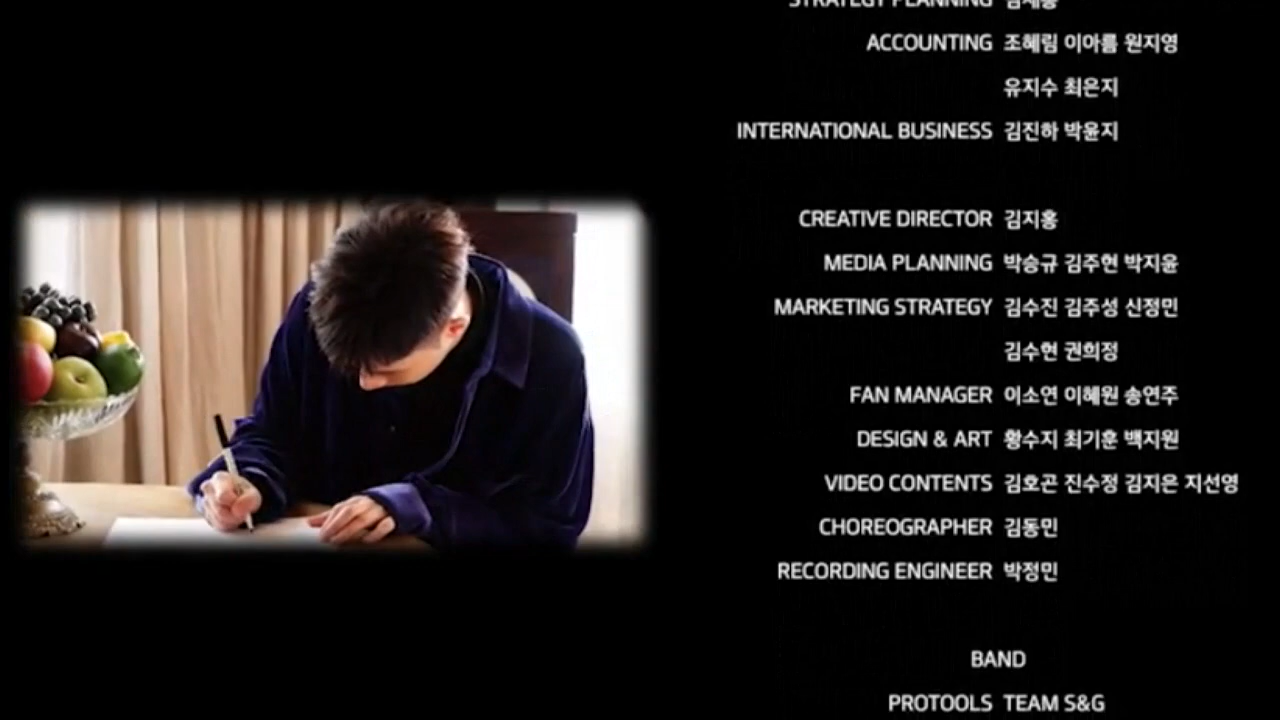 STRATEGY PLANNING
ACCOUNTING 조혜림 이아름 원지영
유지수 최은지
INTERNATIONAL BUSINESS 김진하 박윤지
CREATIVE DIRECTOR 김지홍
MEDIA PLANNING 박승규 김주현 박지윤
MARKETING STRATEGY 김수진 김주성 신정민
김수현 권희정
FAN MANAGER 이소연 이혜원 송연주
DESIGN & ART 황수지 최기훈 백지원
VIDEO CONTENTS 김호곤 진수정 김지은 지선영
CHOREOGRAPHER 김동민
RECORDING ENGINEER 박정민
BAND
PROTOOLS TEAM S&G